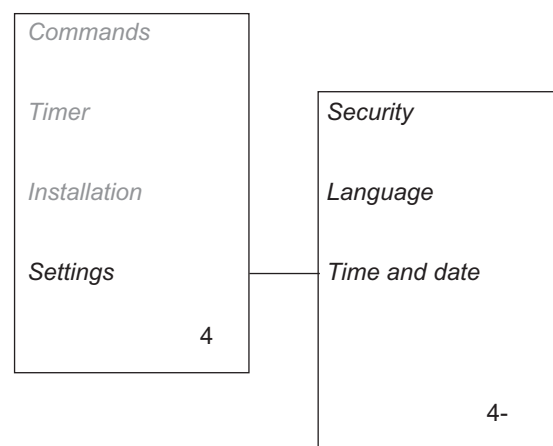 Commands
Timer
Installation
Settings
4
Security
Language
Time and date
4-